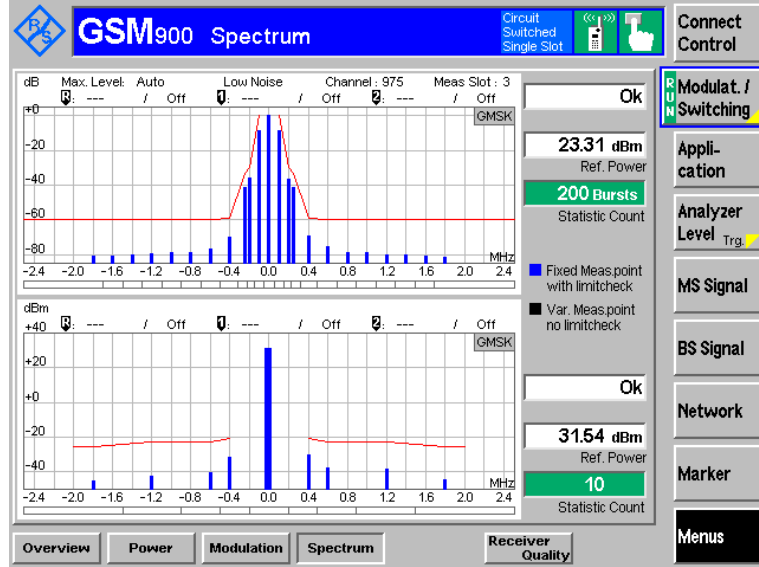 R&S GSM900 Spectrum
Circuit Switched Single Slot
Connect Control
dB Max. Level: Auto Low Noise Channel : 975 Meas Slot : 3
R: --- / Off 1: --- / Off 2: --- / Off
GMSK
+0
-20
-40
-60
-80
MHz
-2.4 -2.0 -1.6 -1.2 -0.8 -0.4 0.0 0.4 0.8 1.2 1.6 2.0 2.4
Ok
23.31 dBm
Ref. Power
200 Bursts
Statistic Count
Fixed Meas.point
with limitcheck
Var. Meas.point
no limitcheck
dBm
R: --- / Off 1: --- / Off 2: --- / Off
GMSK
+40
+20
+0
-20
-40
MHz
-2.4 -2.0 -1.6 -1.2 -0.8 -0.4 0.0 0.4 0.8 1.2 1.6 2.0 2.4
Ok
31.54 dBm
Ref. Power
10
Statistic Count
RUN
Modulat. /
Switching
Appli-
cation
Analyzer
Level Trg.
MS Signal
BS Signal
Network
Marker
Menus
Overview Power Modulation Spectrum Receiver Quality